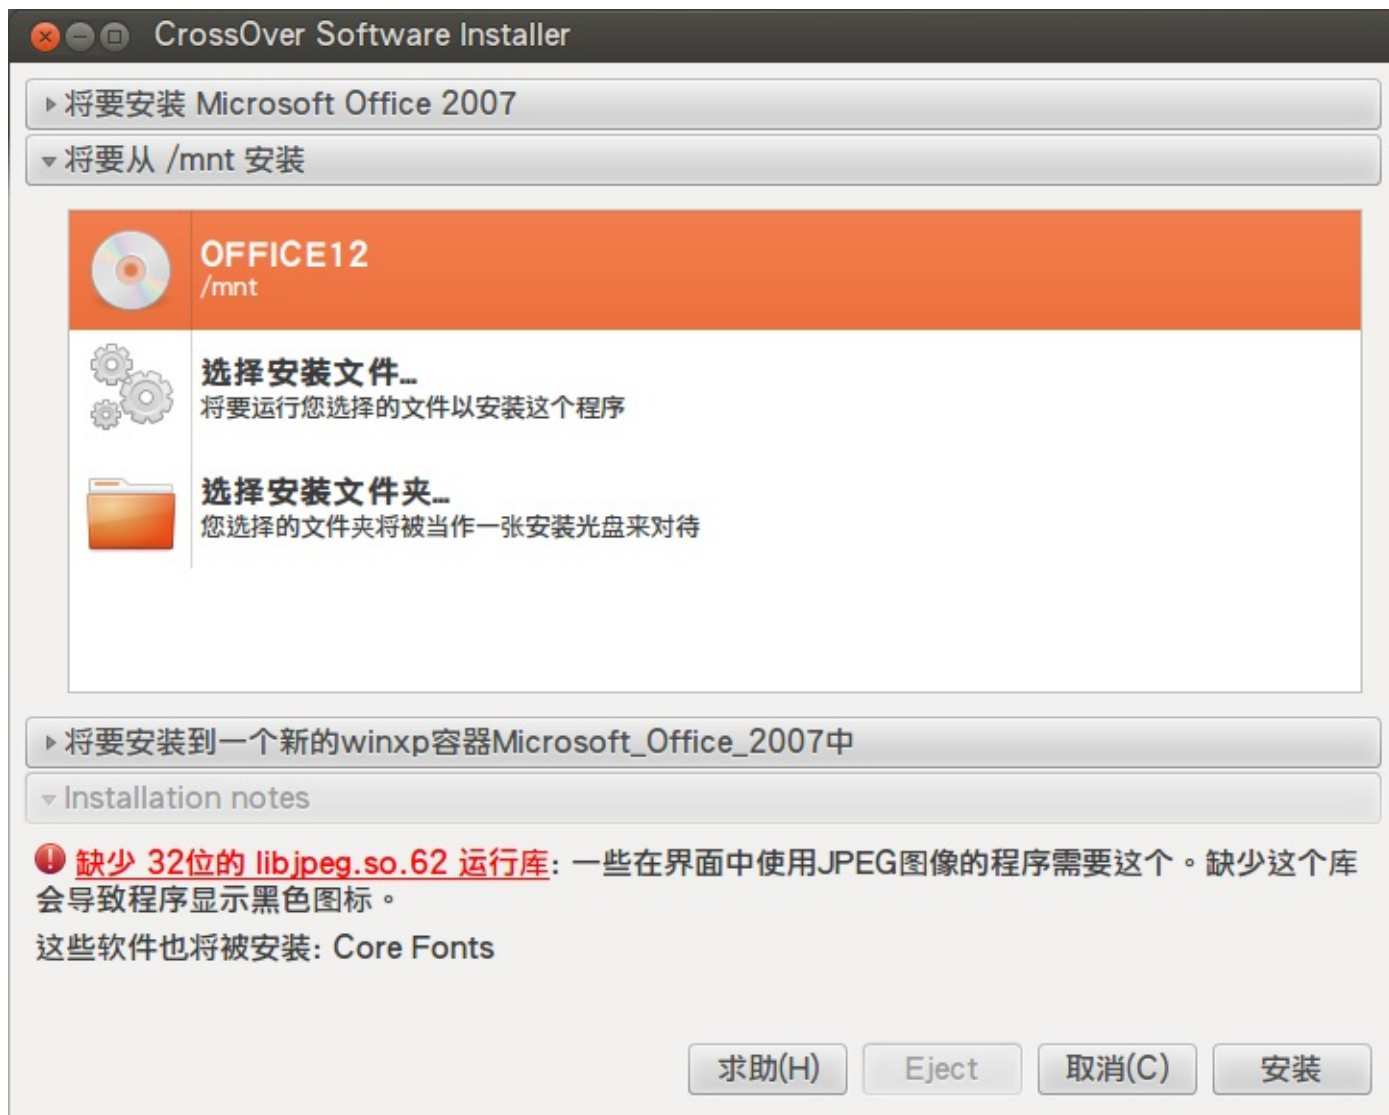 CrossOver Software Installer
将要安装 Microsoft Office 2007
将要从 /mnt 安装
OFFICE12
/mnt
选择安装文件...
将要运行您选择的文件以安装这个程序
选择安装文件夹...
您选择的文件夹将被当作一张安装光盘来对待
将要安装到一个新的winxp容器Microsoft_Office_2007中
Installation notes
缺少 32位的 libjpeg.so.62 运行库: 一些在界面中使用JPEG图像的程序需要这个。缺少这个库
会导致程序显示黑色图标。
这些软件也将被安装: Core Fonts
求助(H) Eject 取消(C) 安装